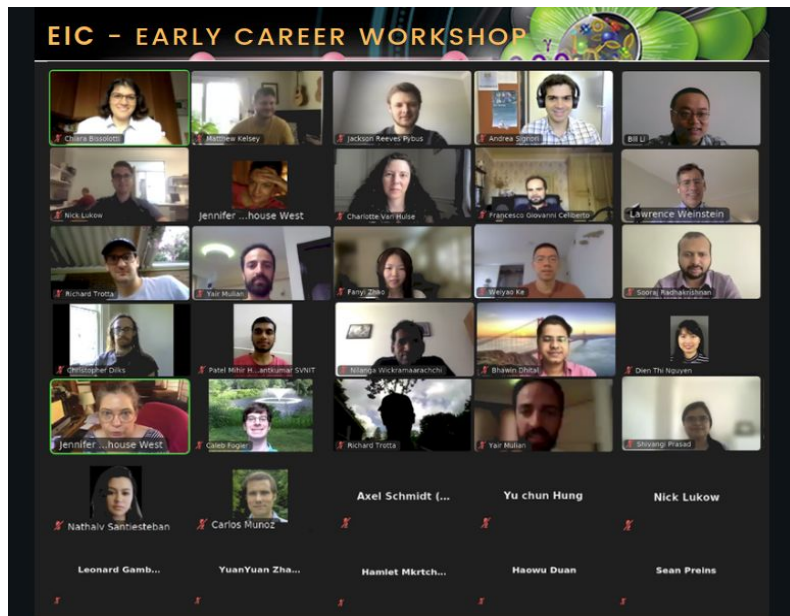 EIC - EARLY CAREER WORKSHOP
Chiara Bissolotti
Matthew Kelsey
Jackson Reeves Pybus
Andrea Signori
Bill Li
Nick Lukow
Jennifer ...house West
Charlotte Van Hulse
Francesco Giovanni Celiberto
Lawrence Weinstein
Richard Trotta
Yair Mulian
Fanyi Zhao
Weiyao Ke
Sooraj Radhakrishnan
Christopher Dilks
Patel Mihir H...antkumar SVNIT
Nilanga Wickramaarachchi
Bhawin Dhital
Dien Thi Nguyen
Jennifer ...house West
Caleb Fogler
Richard Trotta
Yair Mulian
Shivangi Prasad
Nathaly Santiesteban
Carlos Munoz
Axel Schmidt (...
Yu chun Hung
Nick Lukow
Leonard Gamb...
YuanYuan Zha...
Hamlet Mkrtch...
Haowu Duan
Sean Preins